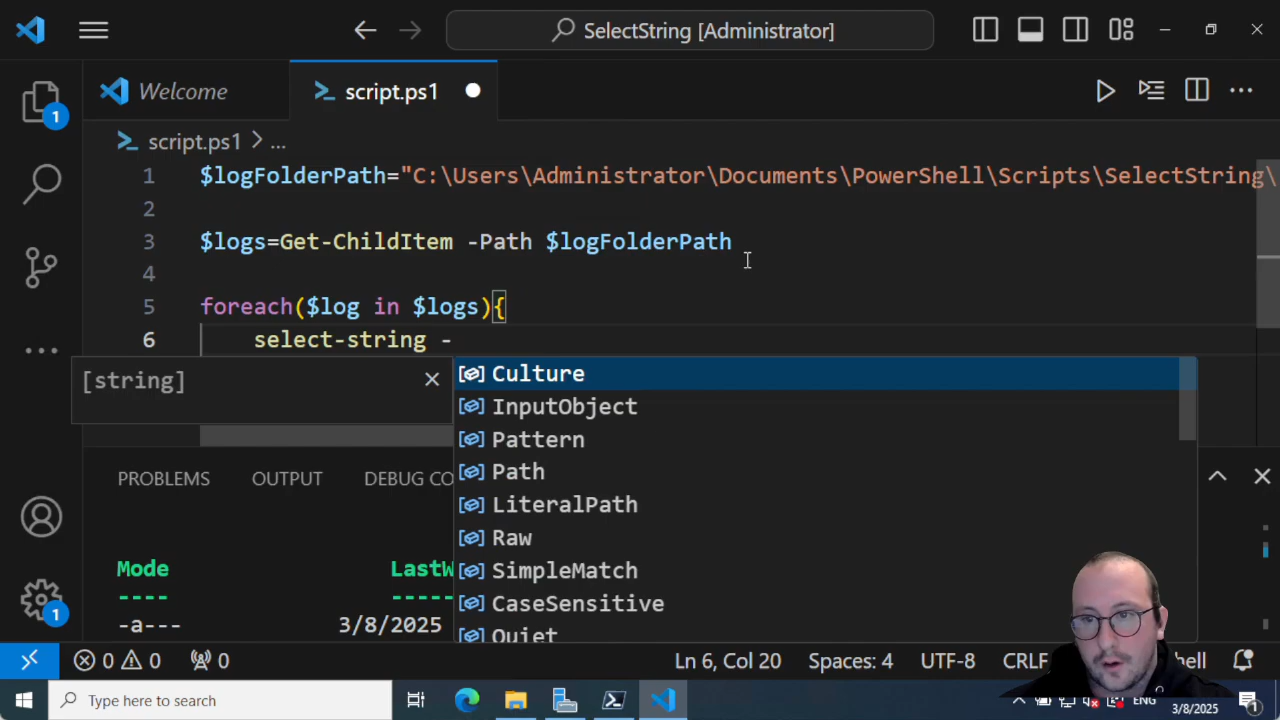 SelectString [Administrator]
Welcome
script.ps1
script.ps1 > ...
1 $logFolderPath="C:\Users\Administrator\Documents\PowerShell\Scripts\SelectString\
2
3 $logs=Get-ChildItem -Path $logFolderPath
4
5 foreach($log in $logs){
6 select-string -
[string]
Culture
InputObject
Pattern
Path
LiteralPath
Raw
SimpleMatch
CaseSensitive
Quiet
PROBLEMS OUTPUT DEBUG CO
Mode LastW
---- -----
-a--- 3/8/2025
0 0 0 Ln 6, Col 20 Spaces: 4 UTF-8 CRLF hell
Type here to search
ENG
3/8/2025
1
1
1